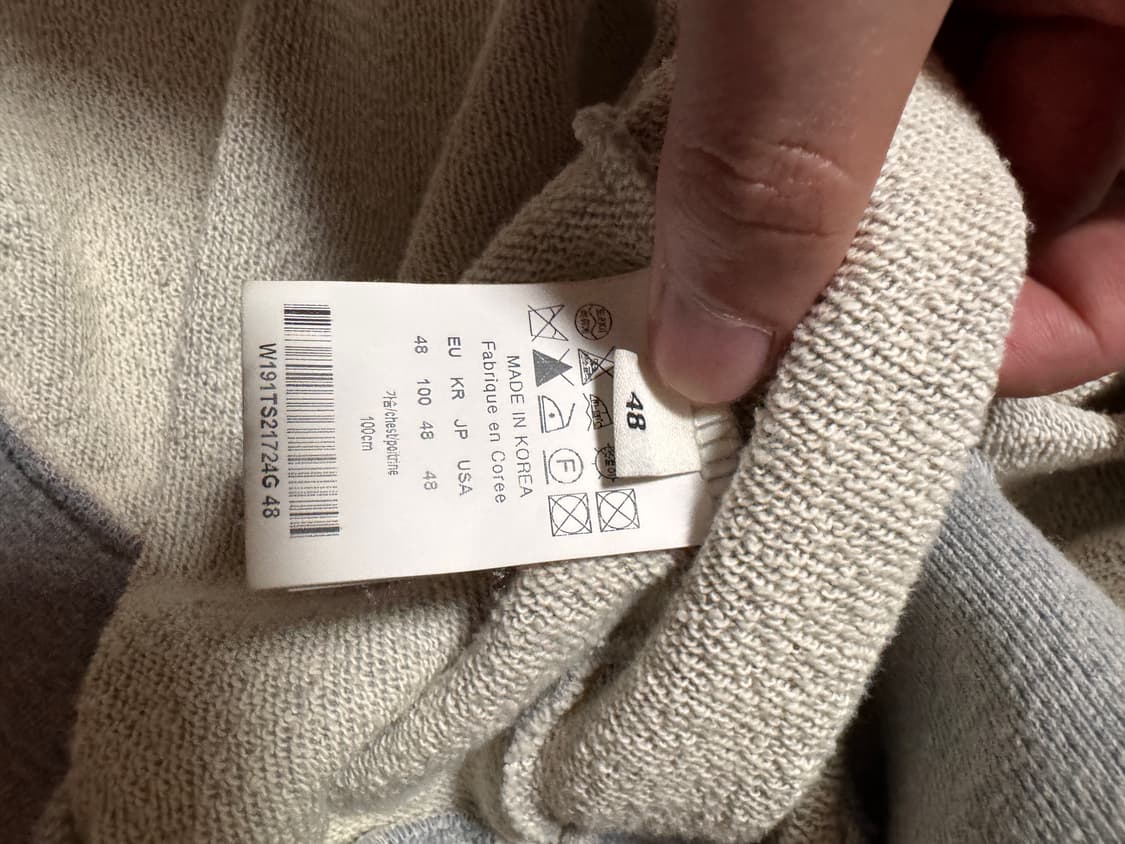 48
MADE IN KOREA
Fabrique en Coree
EU KR JP USA
48 100 48 48
가슴/chest/poitrine
100cm
W191TS21724G 48